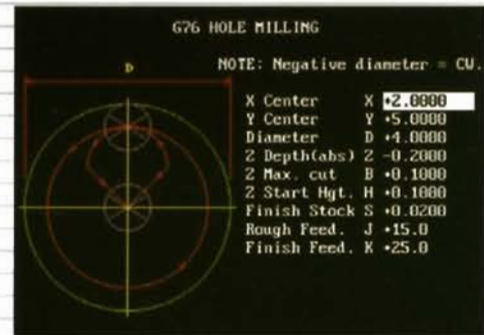 G76 HOLE MILLING
NOTE: Negative diameter = CW.
D
X Center X +2.0000
Y Center Y +5.0000
Diameter D +4.0000
Z Depth(abs) Z -0.2000
Z Max. cut B +0.1000
Z Start Hgt. H +0.1000
Finish Stock S +0.0200
Rough Feed. J +15.0
Finish Feed. K +25.0